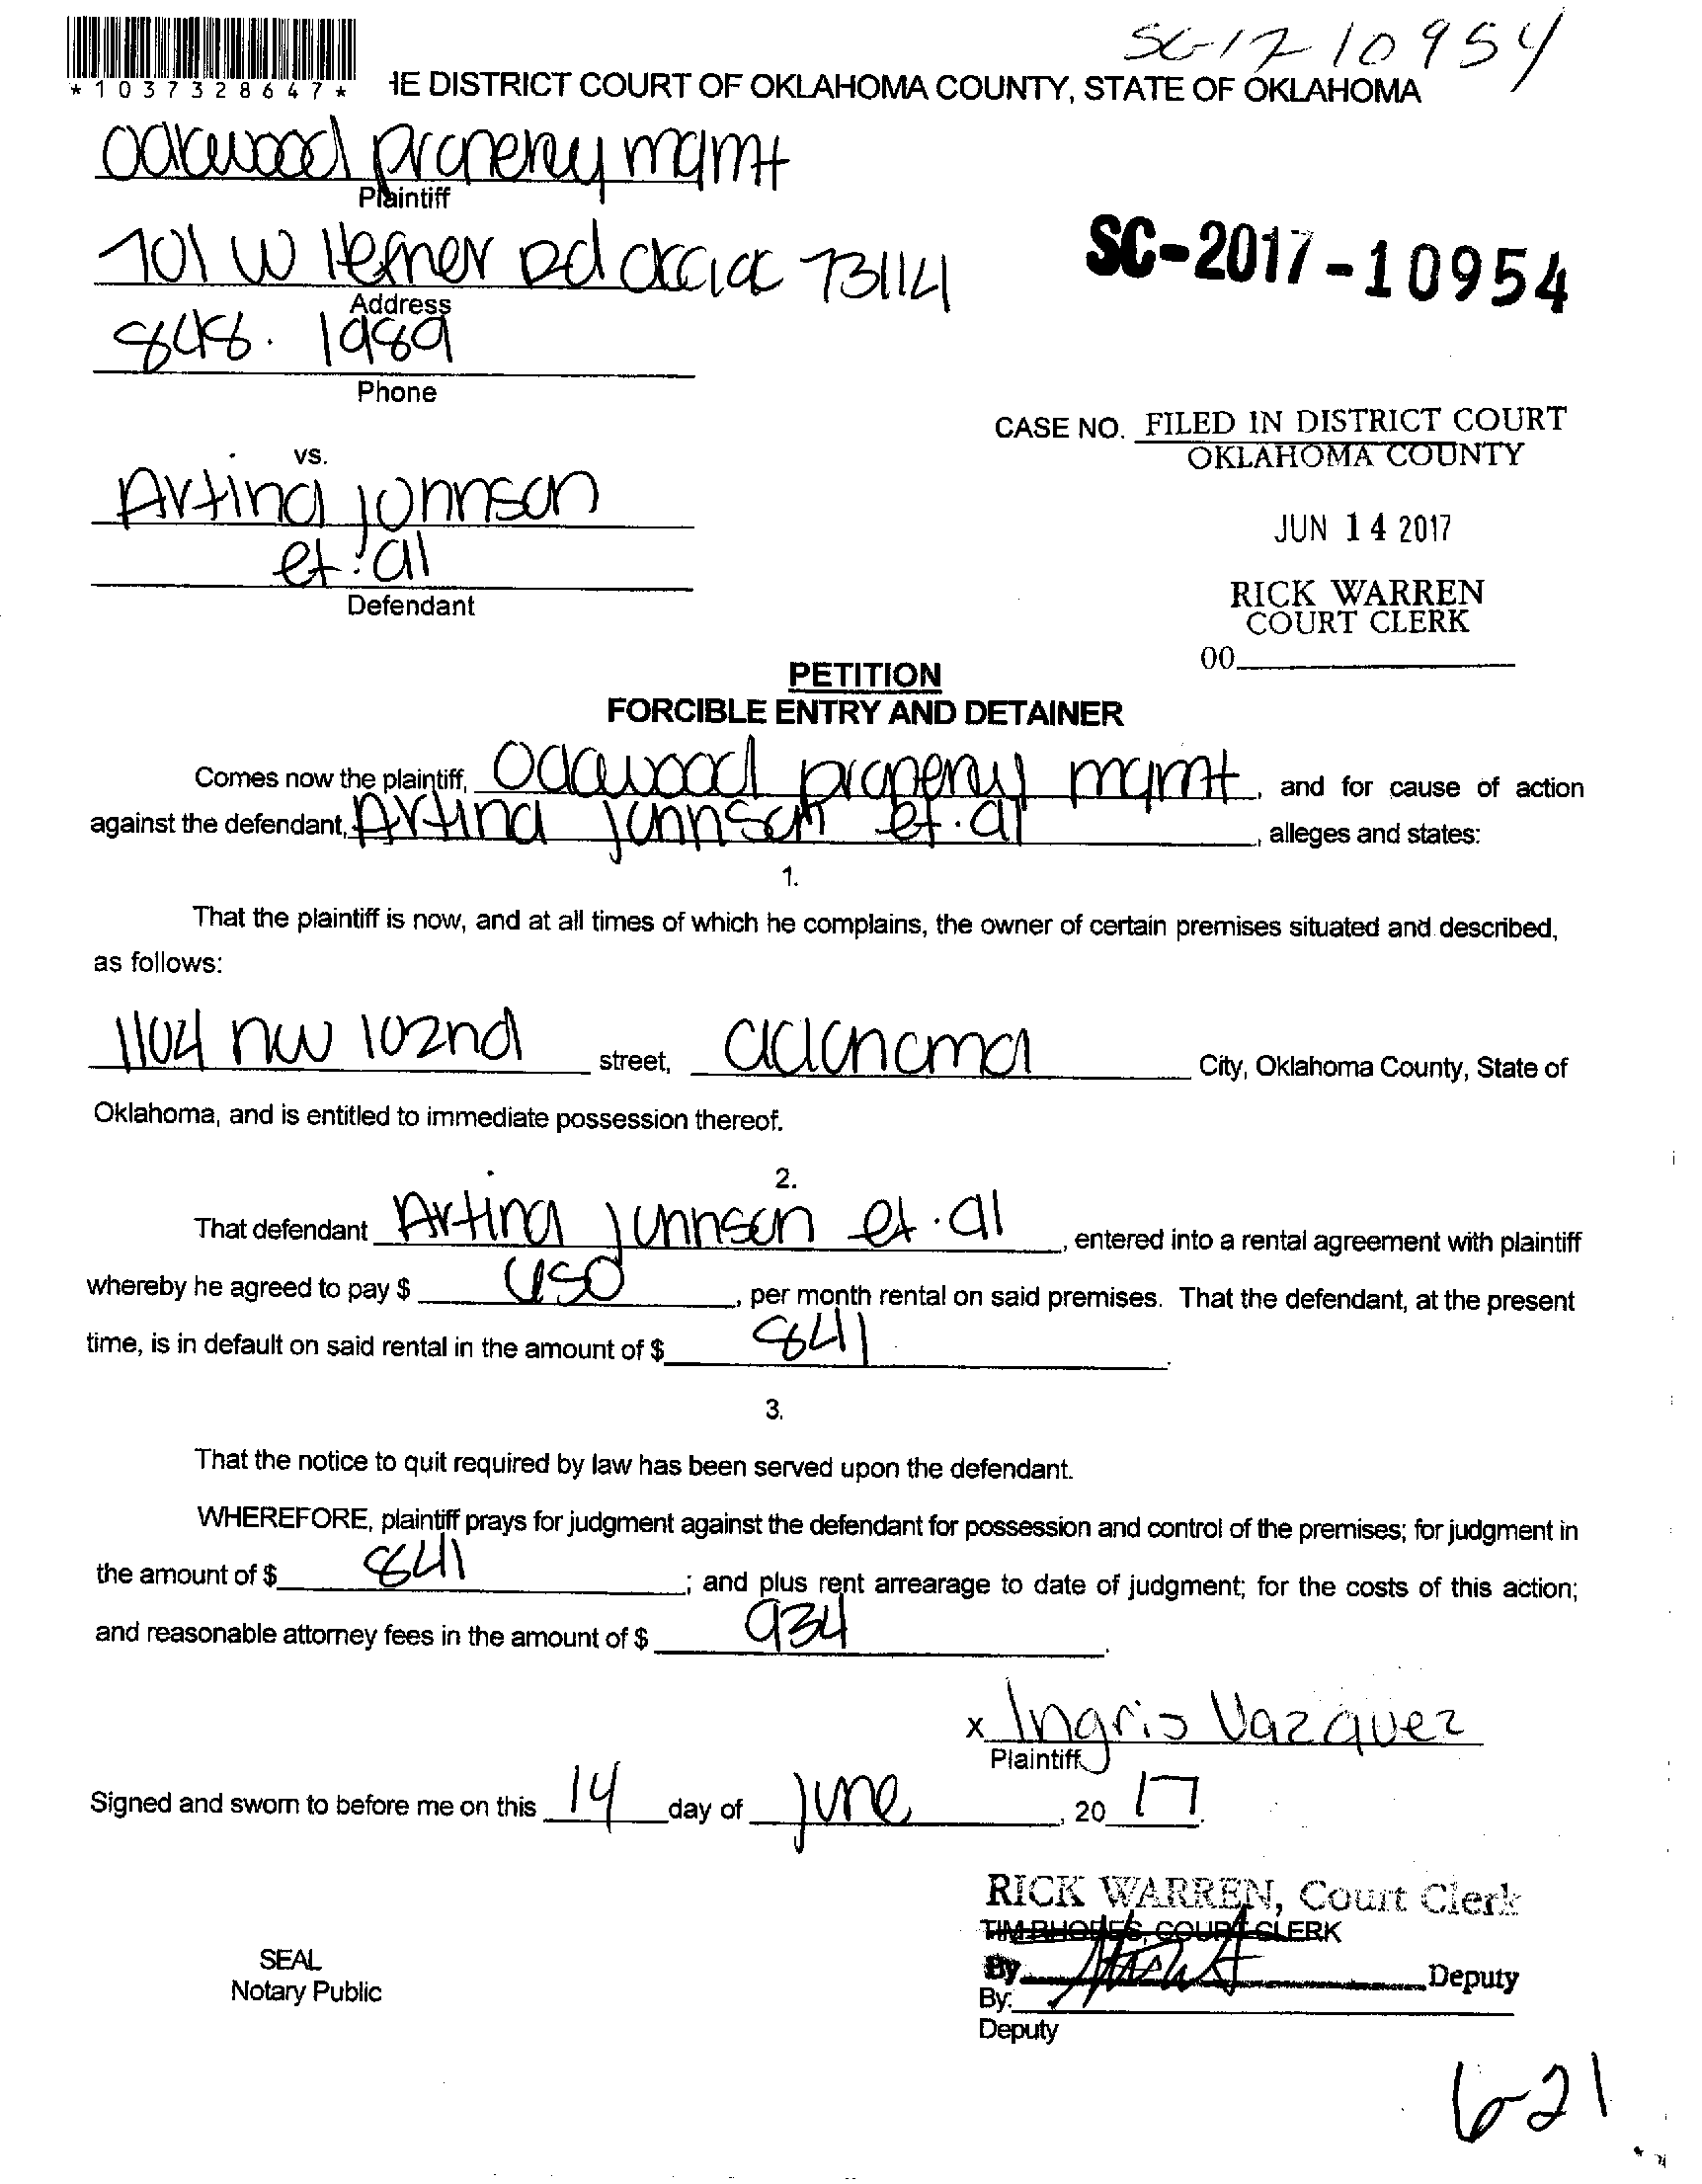 SC-17-10954
*1037328647* IE DISTRICT COURT OF OKLAHOMA COUNTY, STATE OF OKLAHOMA
Oakwood property mgmt
Plaintiff
701 W Hefner Rd 73114
Address
SC-2017-10954
848.1989
Phone
CASE NO. FILED IN DISTRICT COURT
OKLAHOMA COUNTY
vs.
Artina Johnson
et.al
Defendant
JUN 14 2017
RICK WARREN
COURT CLERK
00
PETITION
FORCIBLE ENTRY AND DETAINER
Comes now the plaintiff, Oakwood property mgmt, and for cause of action
against the defendant, Artina Johnson et.al, alleges and states:
1.
That the plaintiff is now, and at all times of which he complains, the owner of certain premises situated and described,
as follows:
1104 nw 102nd street, oklahoma City, Oklahoma County, State of
Oklahoma, and is entitled to immediate possession thereof.
2.
That defendant Artina Johnson et.al, entered into a rental agreement with plaintiff
whereby he agreed to pay $, per month rental on said premises. That the defendant, at the present
time, is in default on said rental in the amount of $ 841.
3.
That the notice to quit required by law has been served upon the defendant.
WHEREFORE, plaintiff prays for judgment against the defendant for possession and control of the premises; for judgment in
the amount of $ 841; and plus rent arrearage to date of judgment; for the costs of this action;
and reasonable attorney fees in the amount of $ 934.
x Ingris Vazquez
Plaintiff
Signed and sworn to before me on this 14 day of June, 20 17.
RICK WARREN, Court Clerk
TIM RHODES, COURT CLERK
SEAL
Notary Public
By Deputy
By:
Deputy
6-21